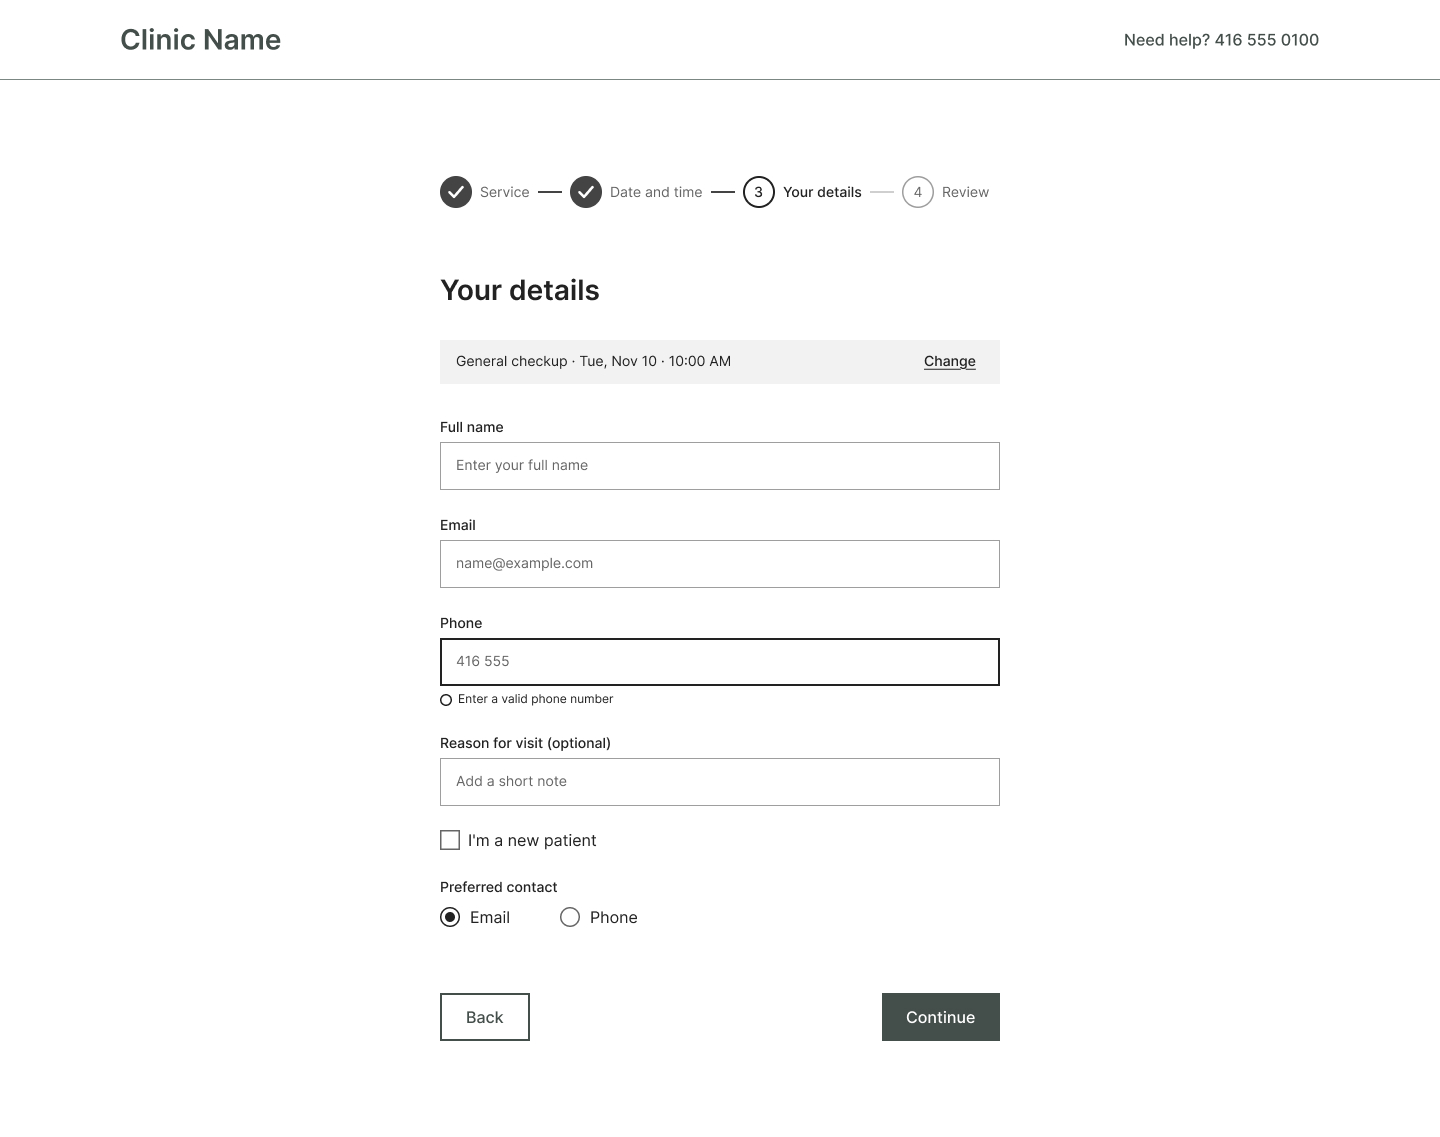 Clinic Name
Need help? 416 555 0100
Service
Date and time
3 Your details
4 Review
Your details
General checkup · Tue, Nov 10 · 10:00 AM
Change
Full name
Enter your full name
Email
name@example.com
Phone
416 555
Enter a valid phone number
Reason for visit (optional)
Add a short note
I'm a new patient
Preferred contact
Email
Phone
Back
Continue